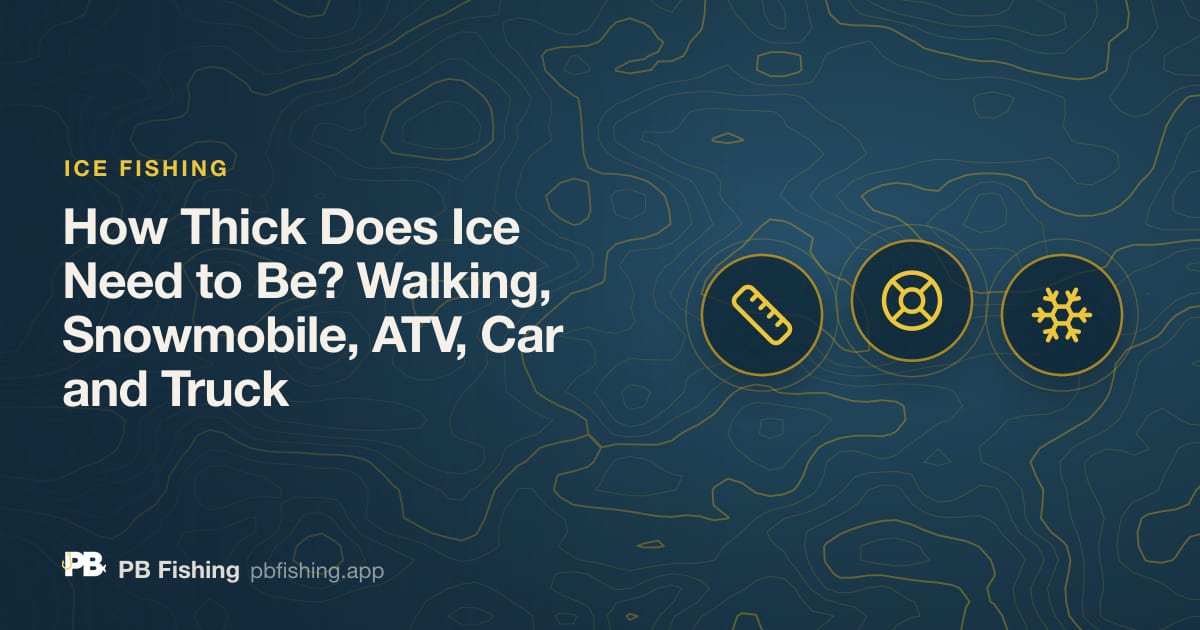 ICE FISHING
How Thick Does Ice
Need to Be? Walking,
Snowmobile, ATV, Car
and Truck
PB PB Fishing pbfishing.app